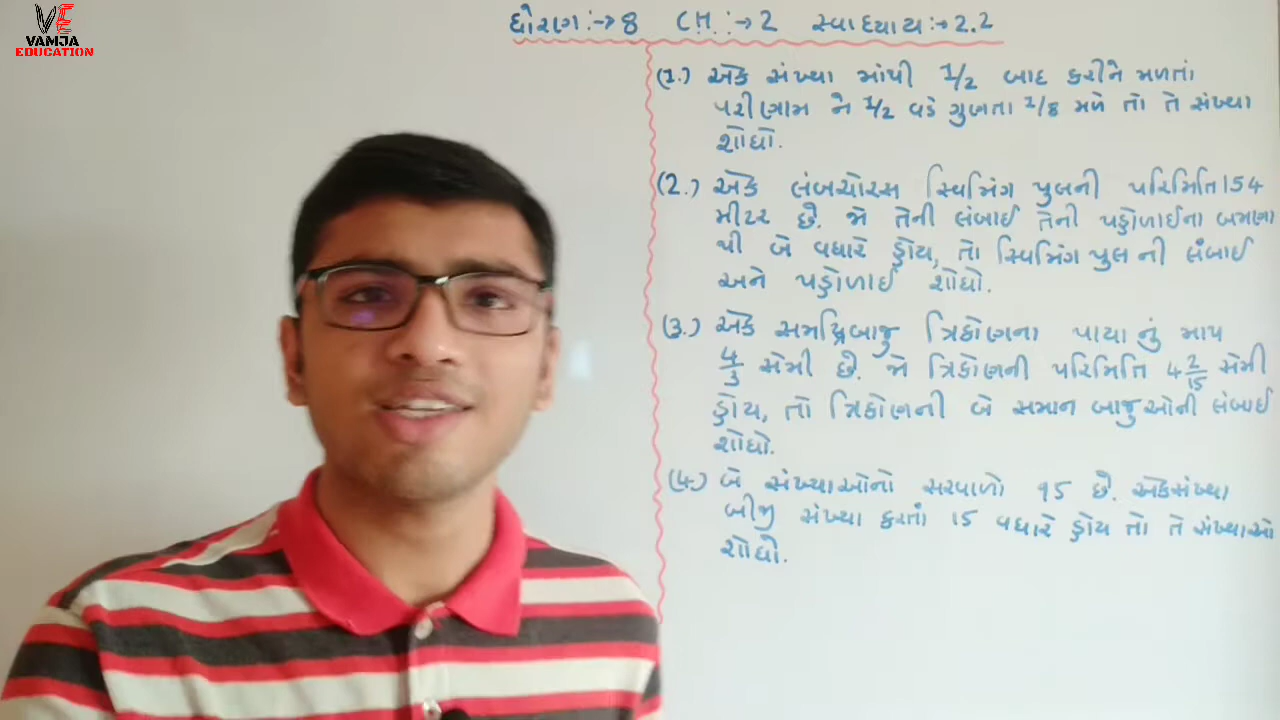 VE
VAMJA
EDUCATION
ધોરણ :→ 8 CH. :→ 2 સ્વાધ્યાય :→ 2.2
(1.) એક સંખ્યા માંથી 1/2 બાદ કરીને મળતાં
પરીણામ ને 1/2 વડે ગુણતા 1/8 મળે તો તે સંખ્યા
શોધો.
(2.) એક લંબચોરસ સ્વિમિંગ પુલની પરિમિતિ 154
મીટર છે. જો તેની લંબાઈ તેની પહોળાઈના બમણા
થી બે વધારે હોય, તો સ્વિમિંગ પુલ ની લંબાઈ
અને પહોળાઈ શોધો.
(3.) એક સમદ્વિબાજુ ત્રિકોણના પાયા નું માપ
4/3 સેમી છે. જો ત્રિકોણની પરિમિતિ 4 2/15 સેમી
હોય, તો ત્રિકોણની બે સમાન બાજુઓની લંબાઈ
શોધો.
(4.) બે સંખ્યાઓનો સરવાળો 95 છે. એક સંખ્યા
બીજી સંખ્યા કરતાં 15 વધારે હોય તો તે સંખ્યાઓ
શોધો.